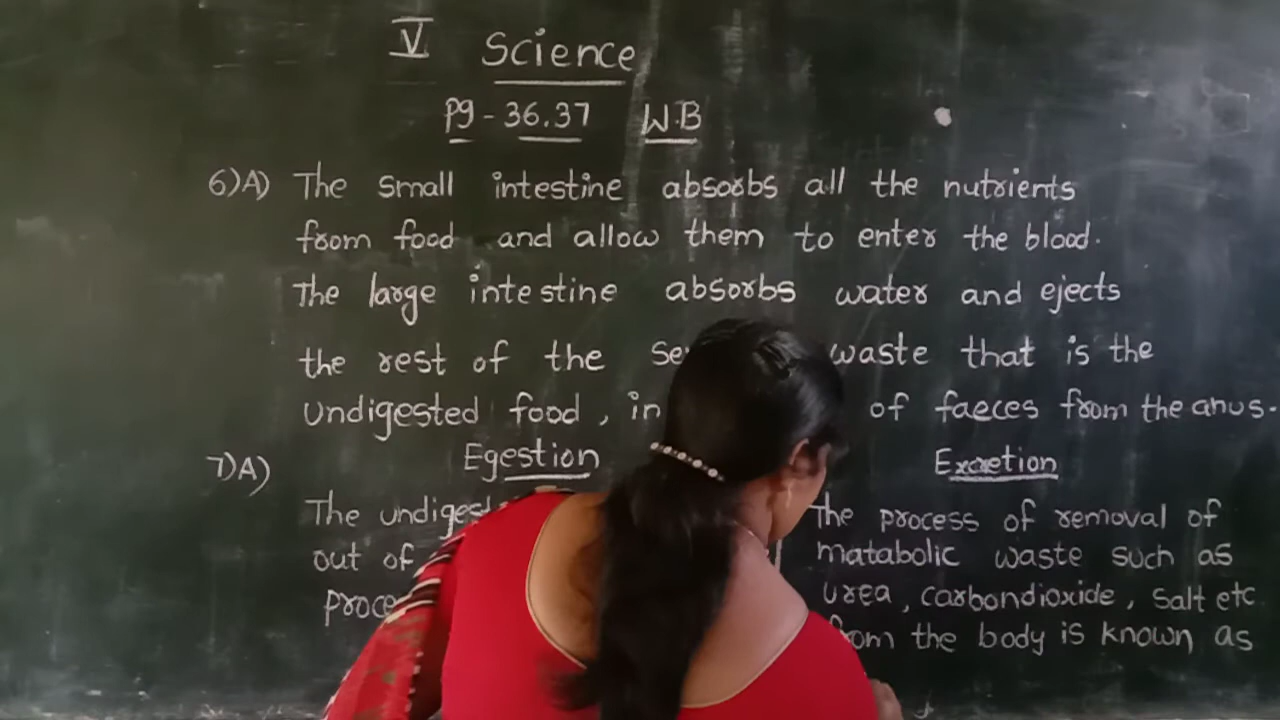 V Science
Pg - 36.37 W.B
6)A) The small intestine absorbs all the nutrients
from food and allow them to enter the blood.
The large intestine absorbs water and ejects
the rest of the waste that is the
undigested food, in of faeces from the anus.
7)A) Egestion Excretion
The The process of removal of
out of matabolic waste such as
urea, carbondioxide, salt etc
from the body is known as